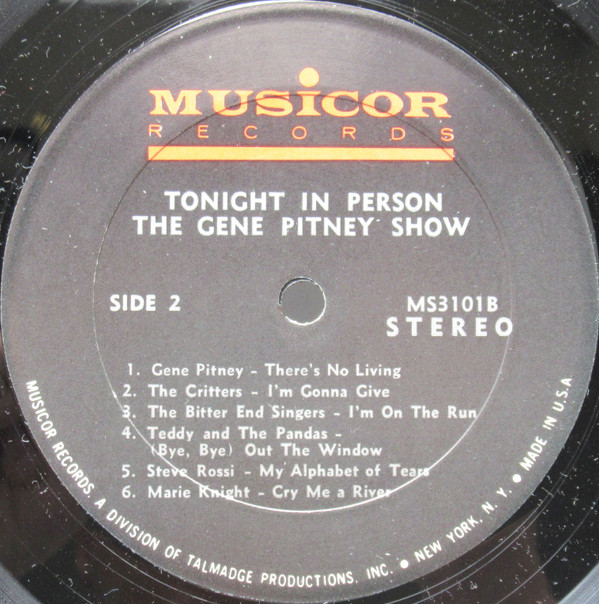 MUSICOR
RECORDS
TONIGHT IN PERSON
THE GENE PITNEY SHOW
SIDE 2
MS3101B
STEREO
1. Gene Pitney - There's No Living
2. The Critters - I'm Gonna Give
3. The Bitter End Singers - I'm On The Run
4. Teddy and The Pandas -
(Bye, Bye) Out The Window
5. Steve Rossi - My Alphabet of Tears
6. Marie Knight - Cry Me a River
MUSICOR RECORDS, A DIVISION OF TALMADGE PRODUCTIONS, INC. • NEW YORK, N. Y. • MADE IN U.S.A